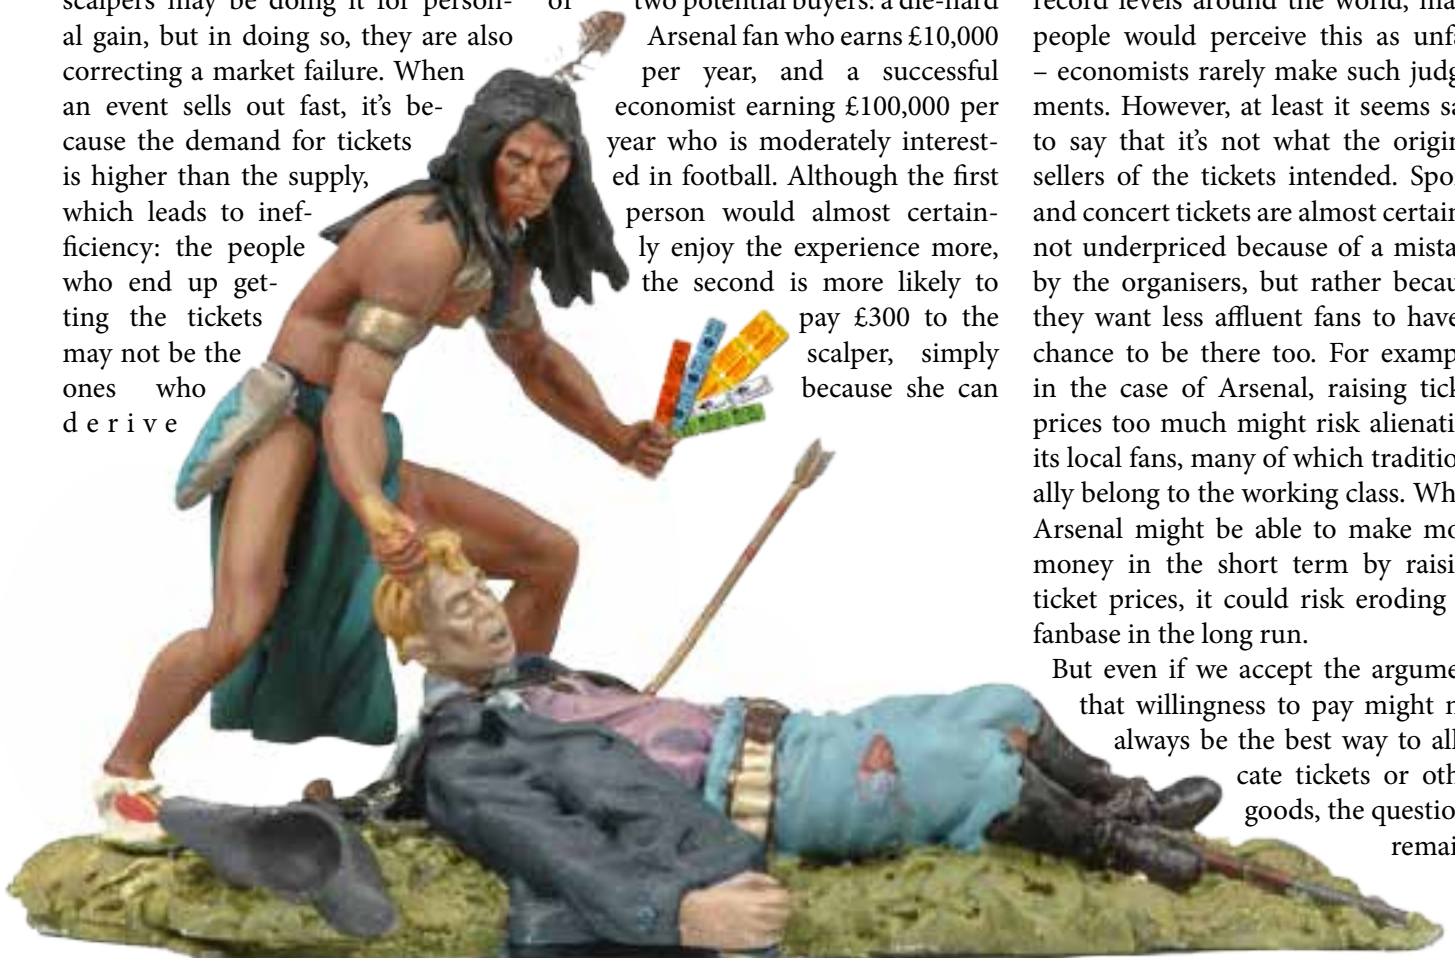 scalpers may be doing it for person-
al gain, but in doing so, they are also
correcting a market failure. When
an event sells out fast, it’s be-
cause the demand for tickets
is higher than the supply,
which leads to inef-
ficiency: the people
who end up get-
ting the tickets
may not be the
ones who
derive
of two potential buyers: a die-hard
Arsenal fan who earns £10,000
per year, and a successful
economist earning £100,000 per
year who is moderately interest-
ed in football. Although the first
person would almost certain-
ly enjoy the experience more,
the second is more likely to
pay £300 to the
scalper, simply
because she can
record levels around the world, ma
people would perceive this as unfa
– economists rarely make such judg
ments. However, at least it seems sa
to say that it’s not what the origin
sellers of the tickets intended. Spo
and concert tickets are almost certain
not underpriced because of a mista
by the organisers, but rather becau
they want less affluent fans to have
chance to be there too. For examp
in the case of Arsenal, raising tick
prices too much might risk alienati
its local fans, many of which traditio
ally belong to the working class. Wh
Arsenal might be able to make mo
money in the short term by raisi
ticket prices, it could risk eroding
fanbase in the long run.
But even if we accept the argume
that willingness to pay might n
always be the best way to all
cate tickets or oth
goods, the questio
remai